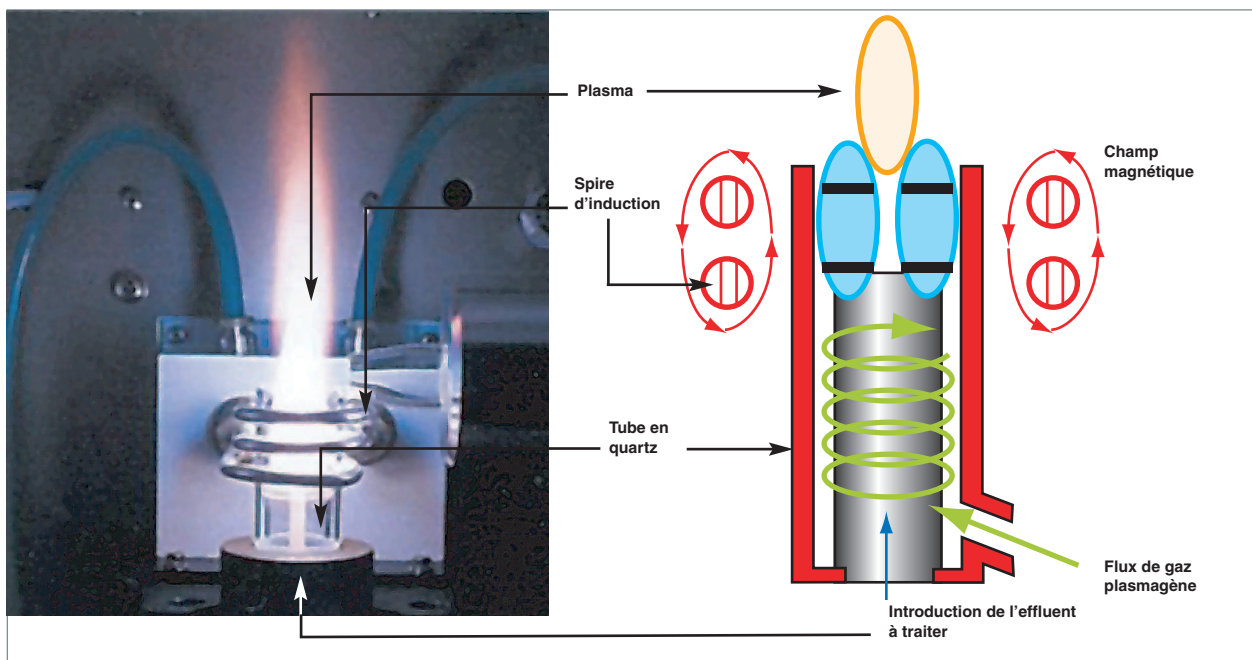 Plasma
Champ
magnétique
Spire
d'induction
Tube en
quartz
Flux de gaz
plasmagène
Introduction de l'effluent
à traiter